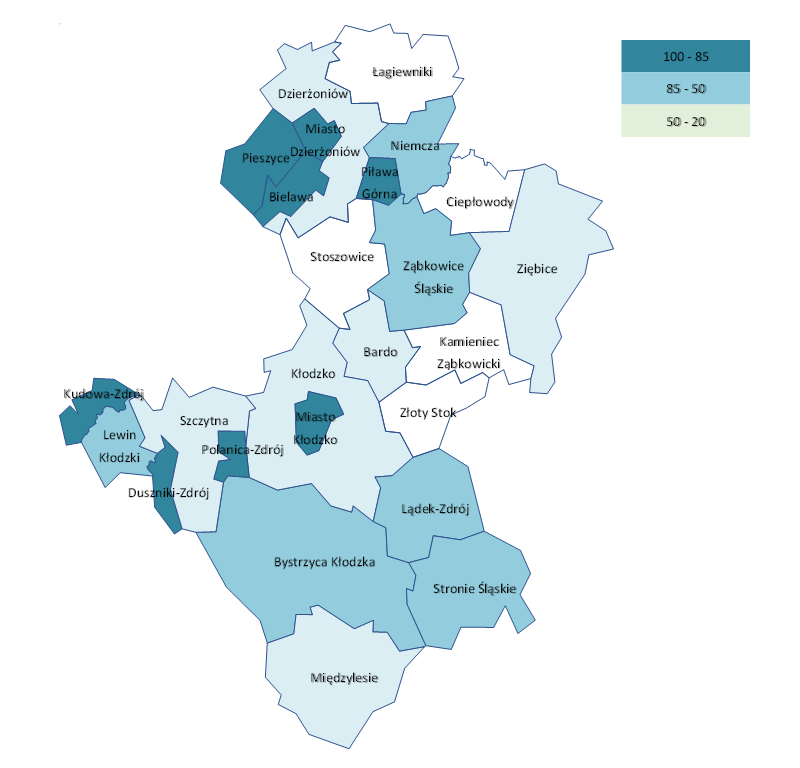 Łagiewniki
100 - 85
85 - 50
50 - 20
Dzierżoniów
Miasto
Dzierżoniów
Niemcza
Pieszyce
Piława
Górna
Bielawa
Ciepłowody
Stoszowice
Ząbkowice
Śląskie
Ziębice
Kamieniec
Ząbkowicki
Bardo
Kłodzko
Kudowa-Zdrój
Złoty Stok
Szczytna
Miasto
Kłodzko
Lewin
Kłodzki
Polanica-Zdrój
Duszniki-Zdrój
Lądek-Zdrój
Bystrzyca Kłodzka
Stronie Śląskie
Międzylesie